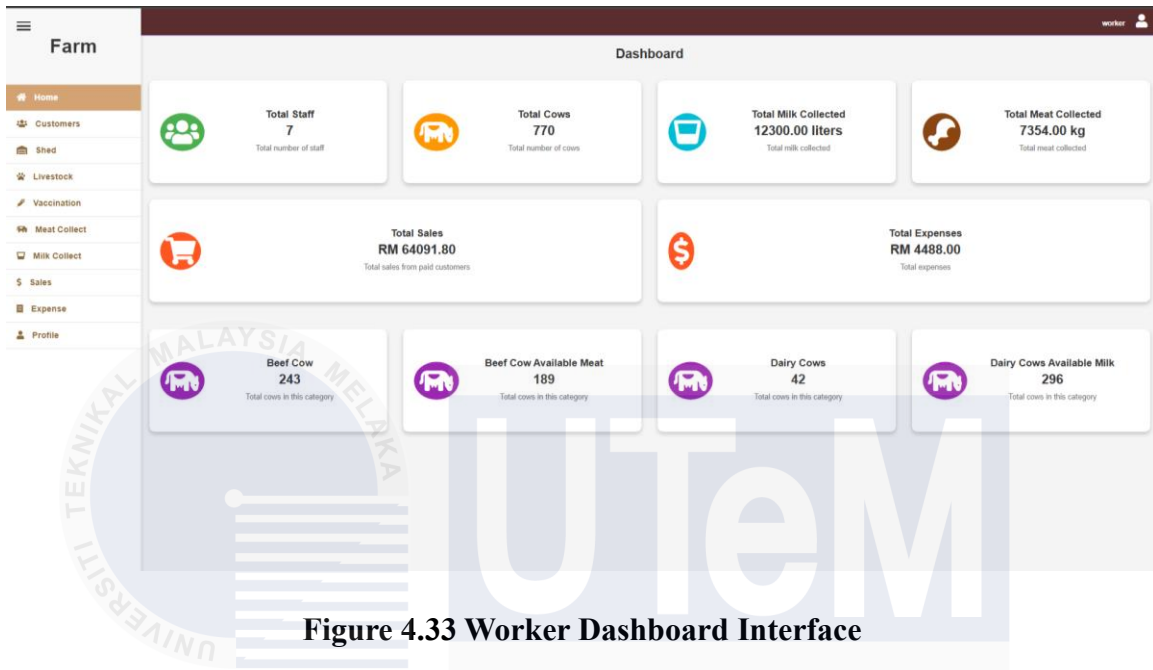 worker
Farm
Dashboard
Home
Customers
Shed
Livestock
Vaccination
Meat Collect
Milk Collect
Sales
Expense
Profile
Total Staff
7
Total number of staff
Total Cows
770
Total number of cows
Total Milk Collected
12300.00 liters
Total milk collected
Total Meat Collected
7354.00 kg
Total meat collected
Total Sales
RM 64091.80
Total sales from paid customers
Total Expenses
RM 4488.00
Total expenses
Beef Cow
243
Total cows in this category
Beef Cow Available Meat
189
Total cows in this category
Dairy Cows
42
Total cows in this category
Dairy Cows Available Milk
296
Total cows in this category
UNIVERSITI TEKNIKAL MALAYSIA MELAKA
UTeM
Figure 4.33 Worker Dashboard Interface